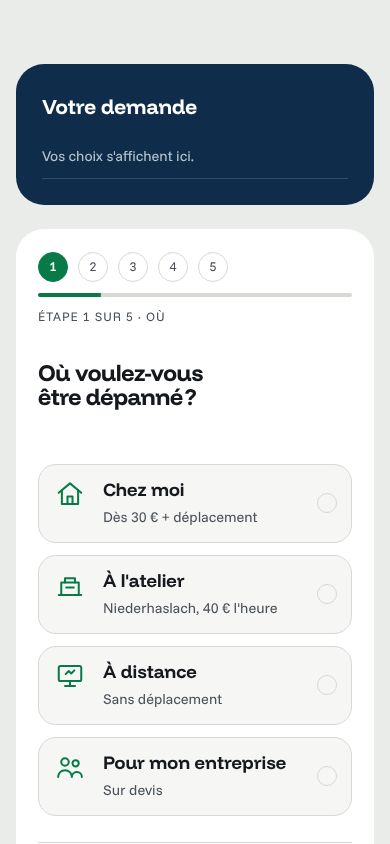 Votre demande
Vos choix s'affichent ici.
1 2 3 4 5
ÉTAPE 1 SUR 5 · OÙ
Où voulez-vous
être dépanné ?
Chez moi
Dès 30 € + déplacement
À l'atelier
Niederhaslach, 40 € l'heure
À distance
Sans déplacement
Pour mon entreprise
Sur devis